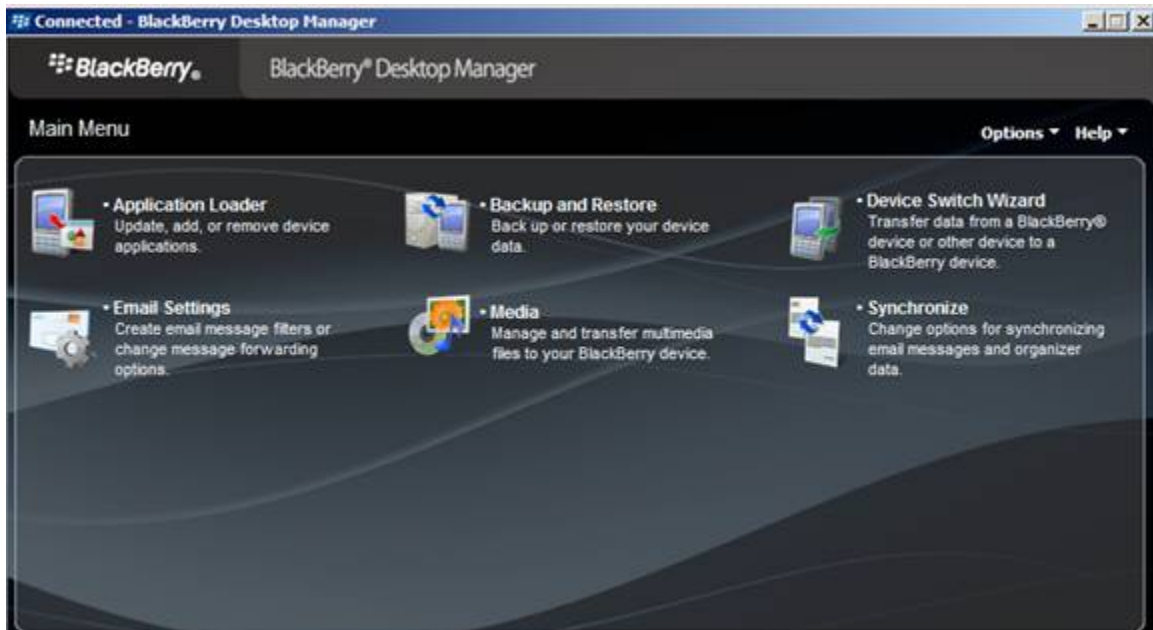 Connected - BlackBerry Desktop Manager
BlackBerry®
BlackBerry® Desktop Manager
Main Menu
Options
Help
• Application Loader
Update, add, or remove device
applications.
• Backup and Restore
Back up or restore your device
data.
• Device Switch Wizard
Transfer data from a BlackBerry®
device or other device to a
BlackBerry device.
• Email Settings
Create email message filters or
change message forwarding
options.
• Media
Manage and transfer multimedia
files to your BlackBerry device.
• Synchronize
Change options for synchronizing
email messages and organizer
data.